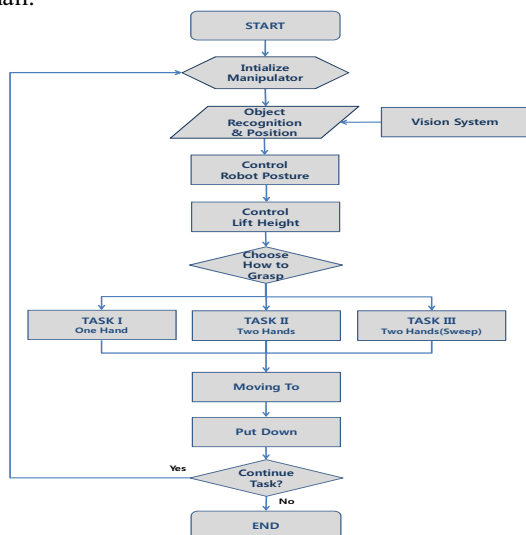 START
Intialize
Manipulator
Object
Recognition
& Position
Vision System
Control
Robot Posture
Control
Lift Height
Choose
How to
Grasp
TASK I
One Hand
TASK II
Two Hands
TASK III
Two Hands(Sweep)
Moving To
Put Down
Yes
Continue
Task?
No
END